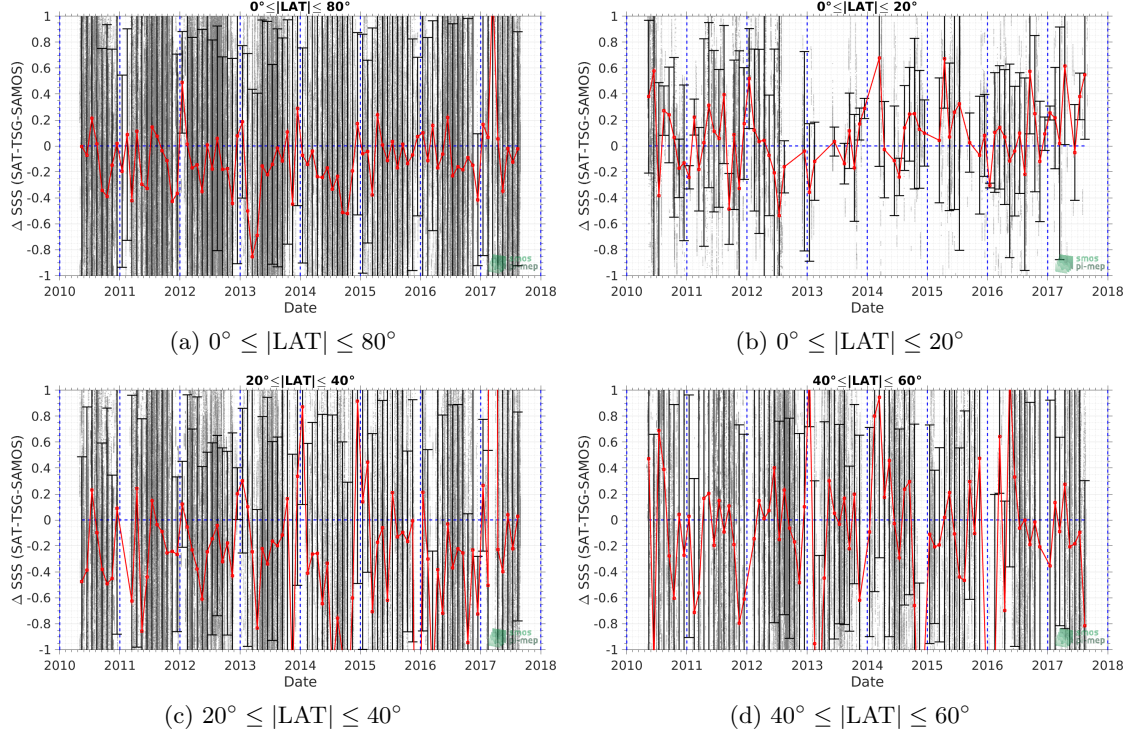 0°≤|LAT|≤ 80°
Δ SSS (SAT-TSG-SAMOS)
1
0.8
0.6
0.4
0.2
0
-0.2
-0.4
-0.6
-0.8
-1
2010 2011 2012 2013 2014 2015 2016 2017 2018
Date
smos
pi-mep
(a) 0° ≤ |LAT| ≤ 80°
0°≤|LAT|≤ 20°
Δ SSS (SAT-TSG-SAMOS)
1
0.8
0.6
0.4
0.2
0
-0.2
-0.4
-0.6
-0.8
-1
2010 2011 2012 2013 2014 2015 2016 2017 2018
Date
smos
pi-mep
(b) 0° ≤ |LAT| ≤ 20°
20°≤|LAT|≤ 40°
Δ SSS (SAT-TSG-SAMOS)
1
0.8
0.6
0.4
0.2
0
-0.2
-0.4
-0.6
-0.8
-1
2010 2011 2012 2013 2014 2015 2016 2017 2018
Date
smos
pi-mep
(c) 20° ≤ |LAT| ≤ 40°
40°≤|LAT|≤ 60°
Δ SSS (SAT-TSG-SAMOS)
1
0.8
0.6
0.4
0.2
0
-0.2
-0.4
-0.6
-0.8
-1
2010 2011 2012 2013 2014 2015 2016 2017 2018
Date
smos
pi-mep
(d) 40° ≤ |LAT| ≤ 60°